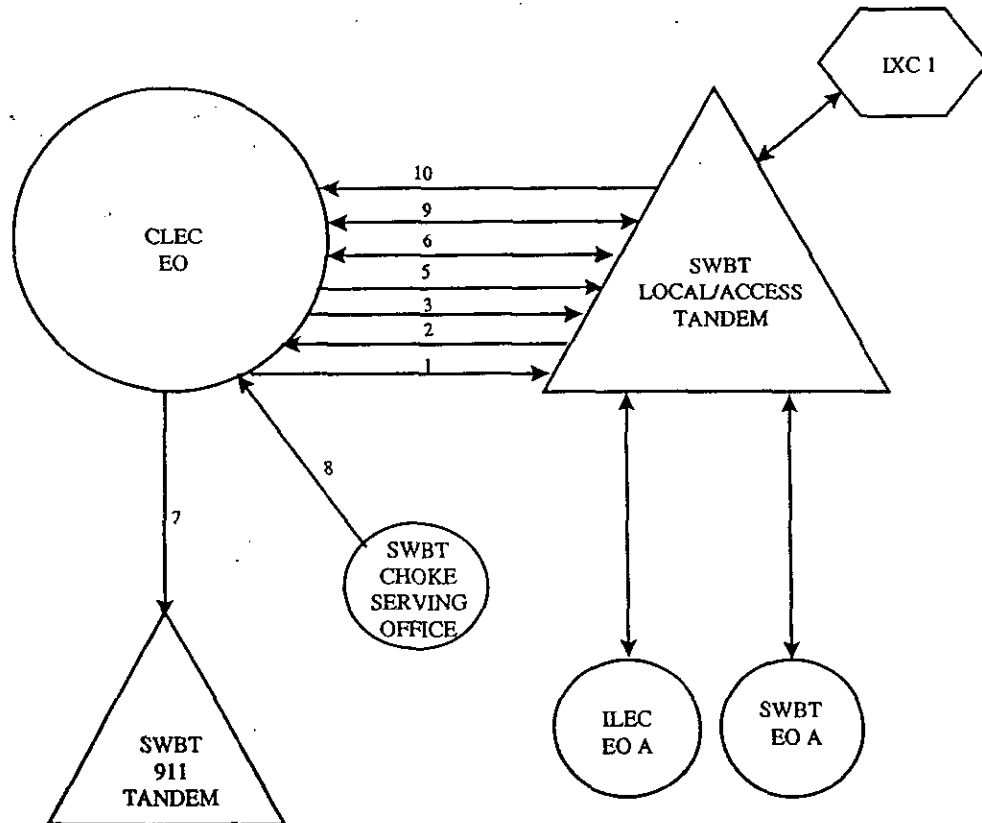 IXC 1
10
9
6
5
3
2
1
CLEC
EO
SWBT
LOCAL/ACCESS
TANDEM
8
7
SWBT
CHOKE
SERVING
OFFICE
SWBT
911
TANDEM
ILEC
EO A
SWBT
EO A